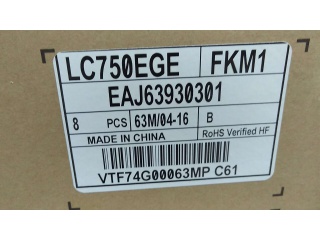 LC750EGE FKM1
EAJ63930301
8 PCS 63M/04-16 B
MADE IN CHINA RoHS Verified HF
VTF74G00063MP C61